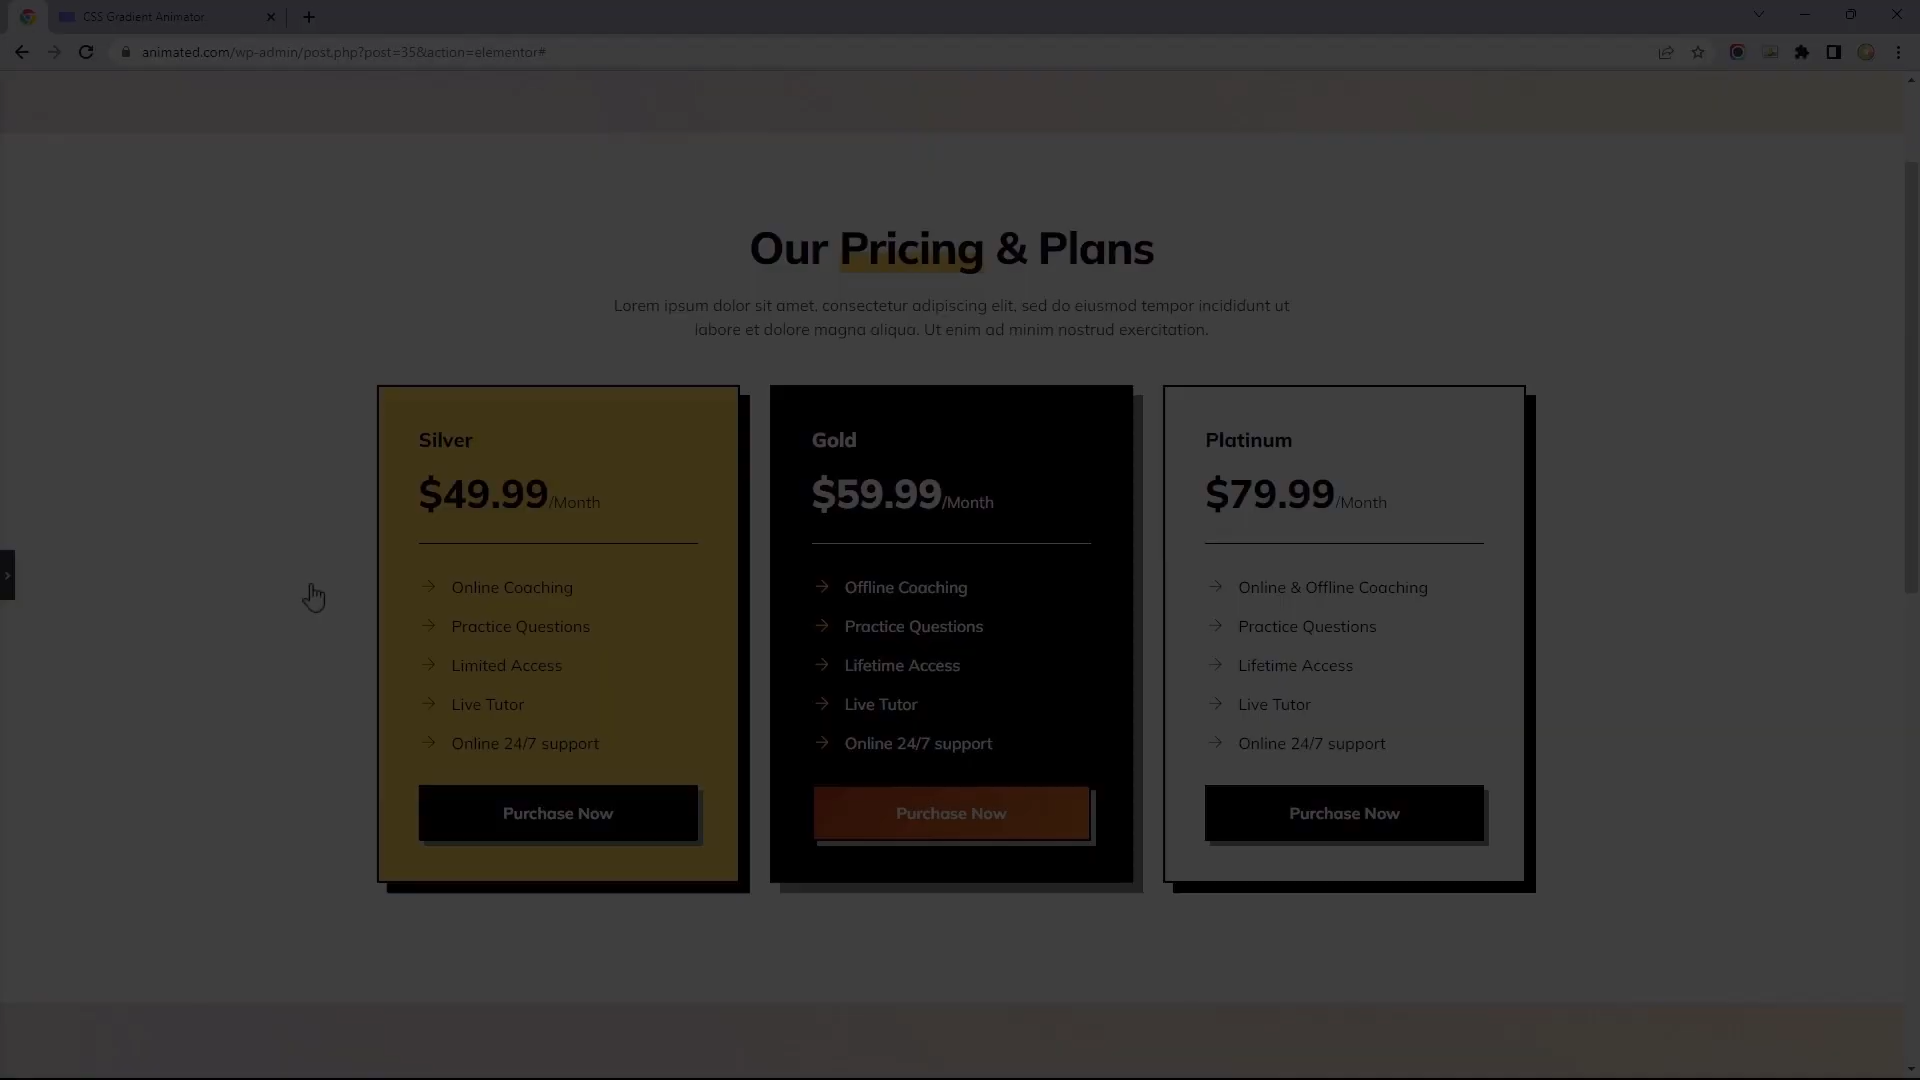 CSS Gradient Animator
animated.com/wp-admin/post.php?post=35&action=elementor#
Our Pricing & Plans
Lorem ipsum dolor sit amet, consectetur adipiscing elit, sed do eiusmod tempor incididunt ut
labore et dolore magna aliqua. Ut enim ad minim nostrud exercitation.
Silver
$49.99/Month
Online Coaching
Practice Questions
Limited Access
Live Tutor
Online 24/7 support
Purchase Now
Gold
$59.99/Month
Offline Coaching
Practice Questions
Lifetime Access
Live Tutor
Online 24/7 support
Purchase Now
Platinum
$79.99/Month
Online & Offline Coaching
Practice Questions
Lifetime Access
Live Tutor
Online 24/7 support
Purchase Now